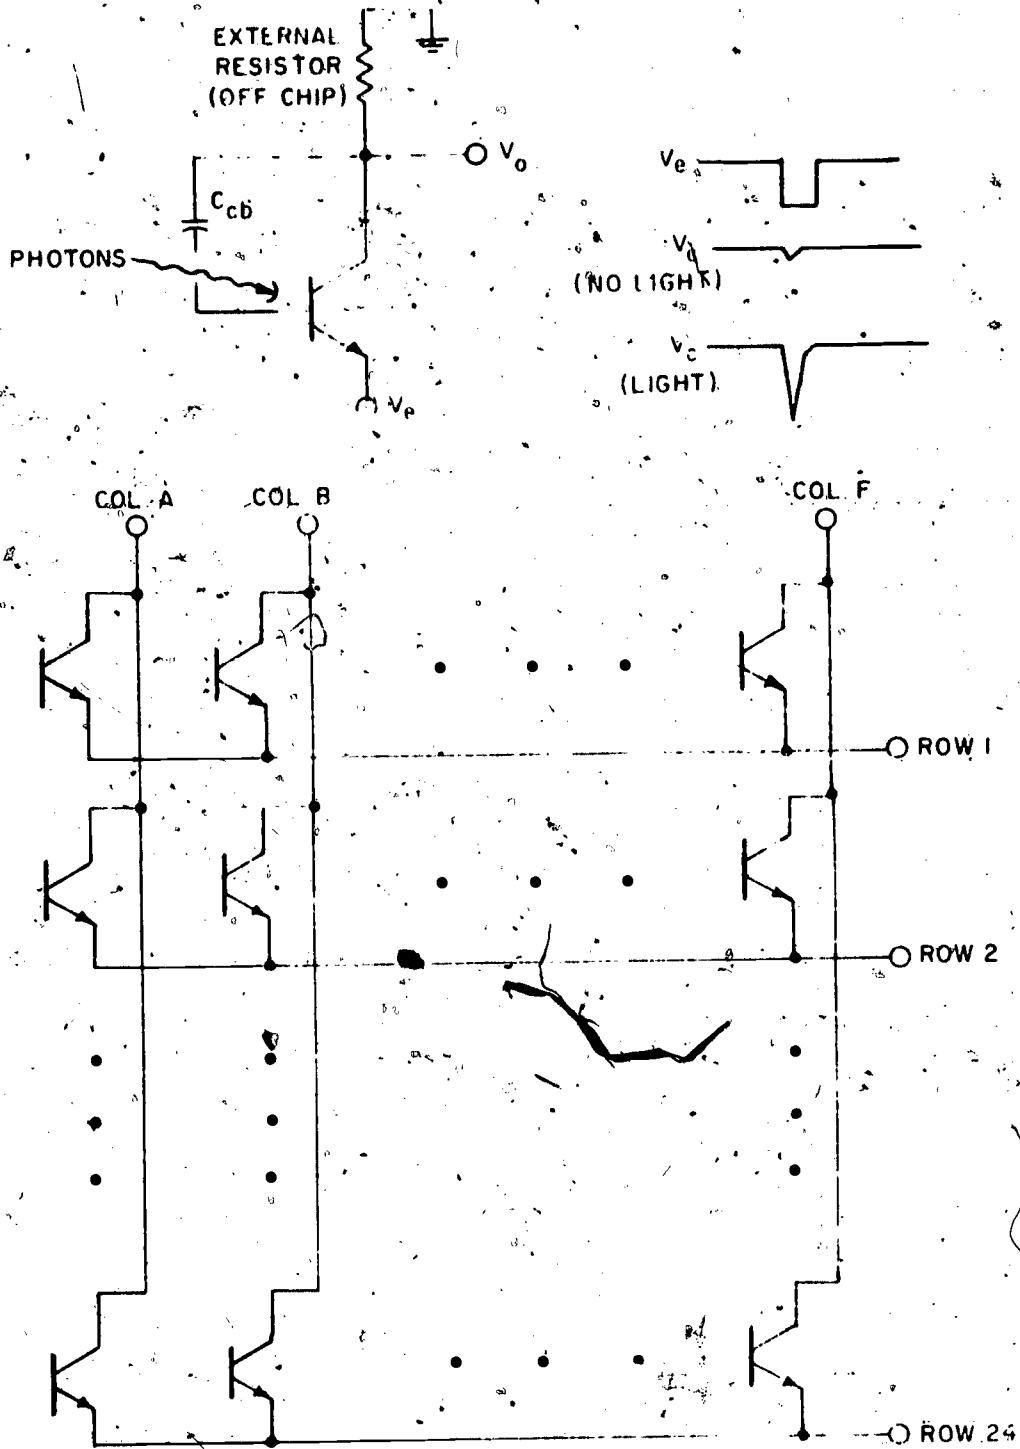 EXTERNAL
RESISTOR
(OFF CHIP)
Vo
Ccb
PHOTONS
Ve
Ve
(NO LIGHT)
Vc
(LIGHT)
COL A
COL B
COL F
ROW 1
ROW 2
ROW 24